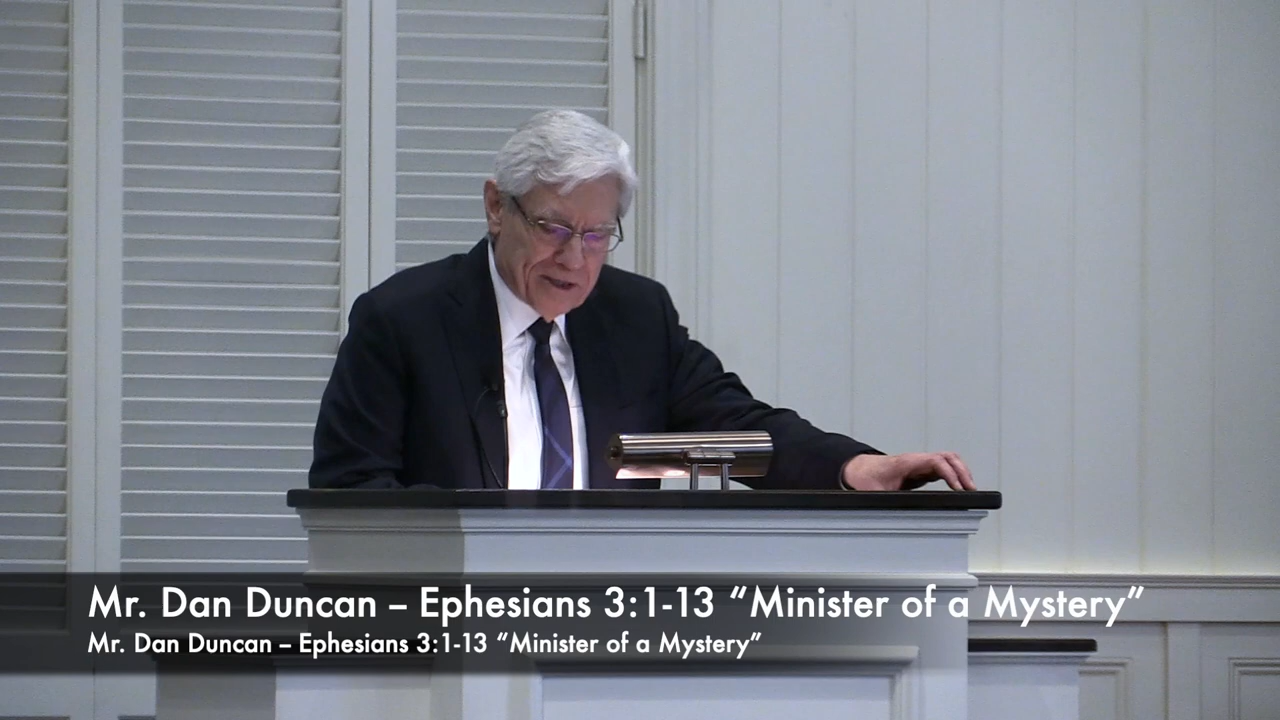 Mr. Dan Duncan – Ephesians 3:1-13 “Minister of a Mystery”
Mr. Dan Duncan – Ephesians 3:1-13 “Minister of a Mystery”